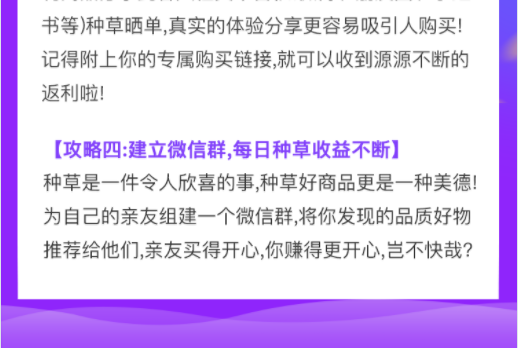 书等)种草晒单,真实的体验分享更容易吸引人购买!
记得附上你的专属购买链接,就可以收到源源不断的
返利啦!
【攻略四:建立微信群,每日种草收益不断】
种草是一件令人欣喜的事,种草好商品更是一种美德!
为自己的亲友组建一个微信群,将你发现的品质好物
推荐给他们,亲友买得开心,你赚得更开心,岂不快哉?